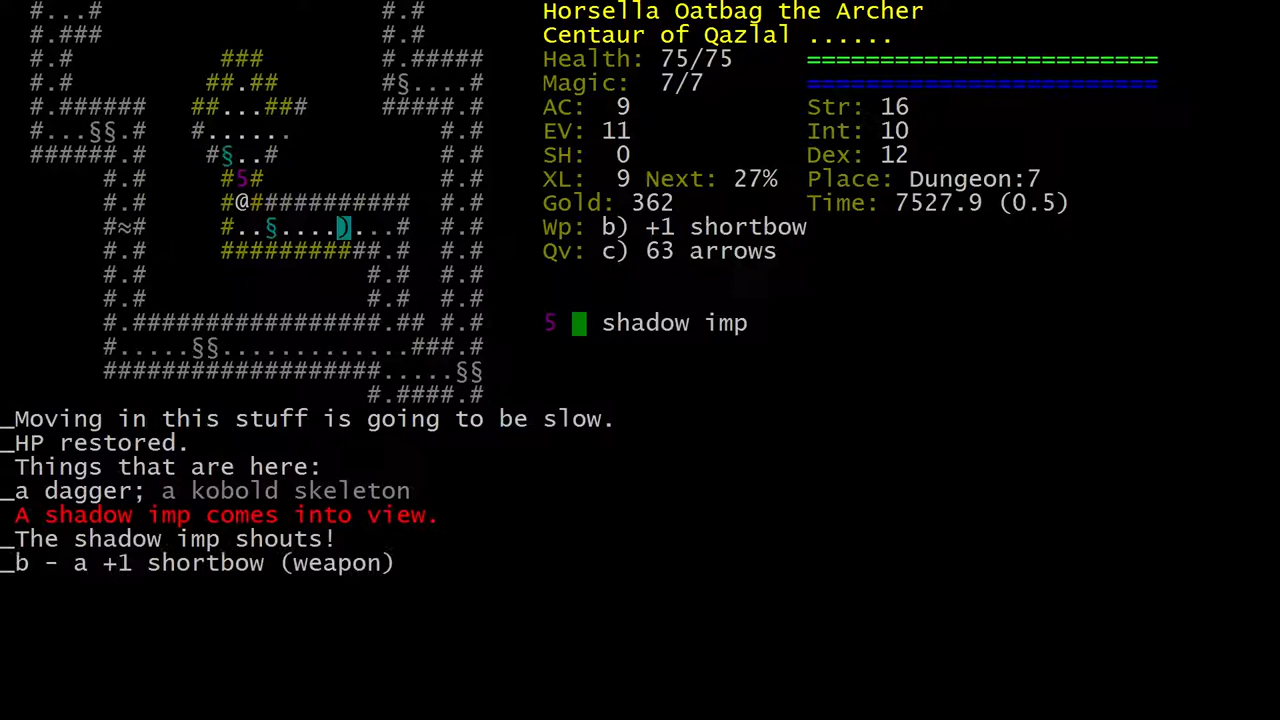 #...#                       #.#     Horsella Oatbag the Archer
#.###                       #.#     Centaur of Qazlal ......
#.#            ###          #.##### Health: 75/75      ========================
#.#           ##.##         #§....# Magic:   7/7       ========================
#.######     ##...###       #####.# AC:  9             Str: 16
#...§§.#     #......             #.# EV: 11             Int: 10
######.#      #§..#              #.# SH:  0             Dex: 12
#.#       #5#            #.# XL:  9 Next: 27%   Place: Dungeon:7
#.#       #@###########  #.# Gold: 362          Time: 7527.9 (0.5)
#≈#       #..§....)...#  #.# Wp: b) +1 shortbow
#.#       ###########.#  #.# Qv: c) 63 arrows
#.#                 #.#  #.#
#.#                 #.#  #.#
#.#################.## #.#     5   shadow imp
#.....§§.............###.#
###################.....§§
#.####.#
_Moving in this stuff is going to be slow.
_HP restored.
Things that are here:
_a dagger; a kobold skeleton
A shadow imp comes into view.
_The shadow imp shouts!
_b - a +1 shortbow (weapon)